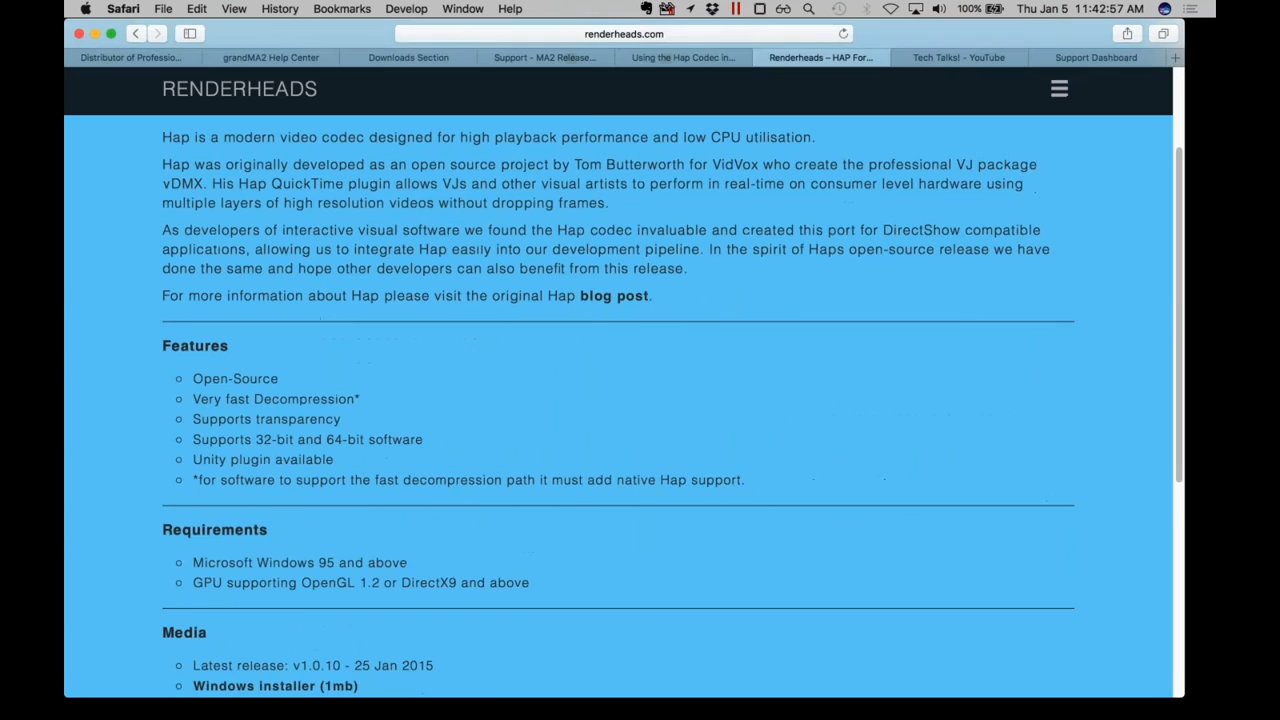 Safari File Edit View History Bookmarks Develop Window Help 100% Thu Jan 5 11:42:57 AM
renderheads.com
Distributor of Professio... grandMA2 Help Center Downloads Section Support - MA2 Release... Using the Hap Codec in... Renderheads – HAP For... Tech Talks! - YouTube Support Dashboard
RENDERHEADS
Hap is a modern video codec designed for high playback performance and low CPU utilisation.
Hap was originally developed as an open source project by Tom Butterworth for VidVox who create the professional VJ package
vDMX. His Hap QuickTime plugin allows VJs and other visual artists to perform in real-time on consumer level hardware using
multiple layers of high resolution videos without dropping frames.
As developers of interactive visual software we found the Hap codec invaluable and created this port for DirectShow compatible
applications, allowing us to integrate Hap easily into our development pipeline. In the spirit of Haps open-source release we have
done the same and hope other developers can also benefit from this release.
For more information about Hap please visit the original Hap blog post.
Features
Open-Source
Very fast Decompression*
Supports transparency
Supports 32-bit and 64-bit software
Unity plugin available
*for software to support the fast decompression path it must add native Hap support.
Requirements
Microsoft Windows 95 and above
GPU supporting OpenGL 1.2 or DirectX9 and above
Media
Latest release: v1.0.10 - 25 Jan 2015
Windows installer (1mb)